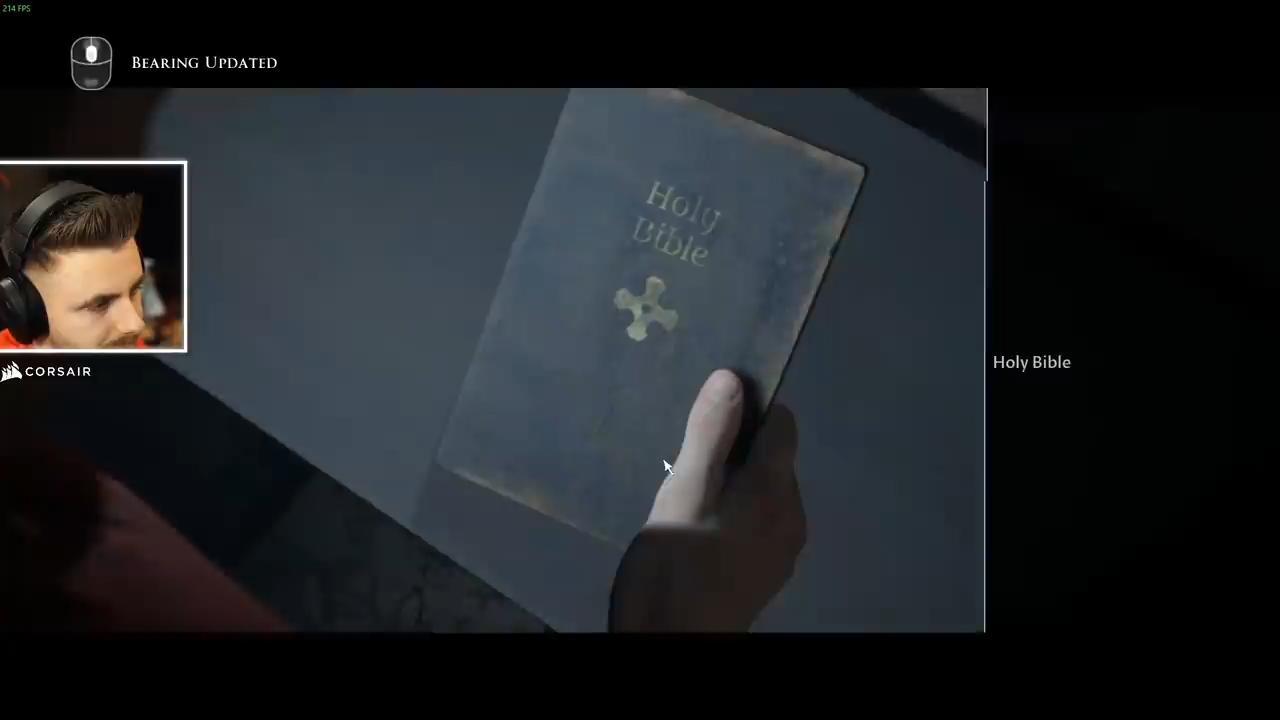 214 FPS
BEARING UPDATED
Holy
Bible
CORSAIR
Holy Bible